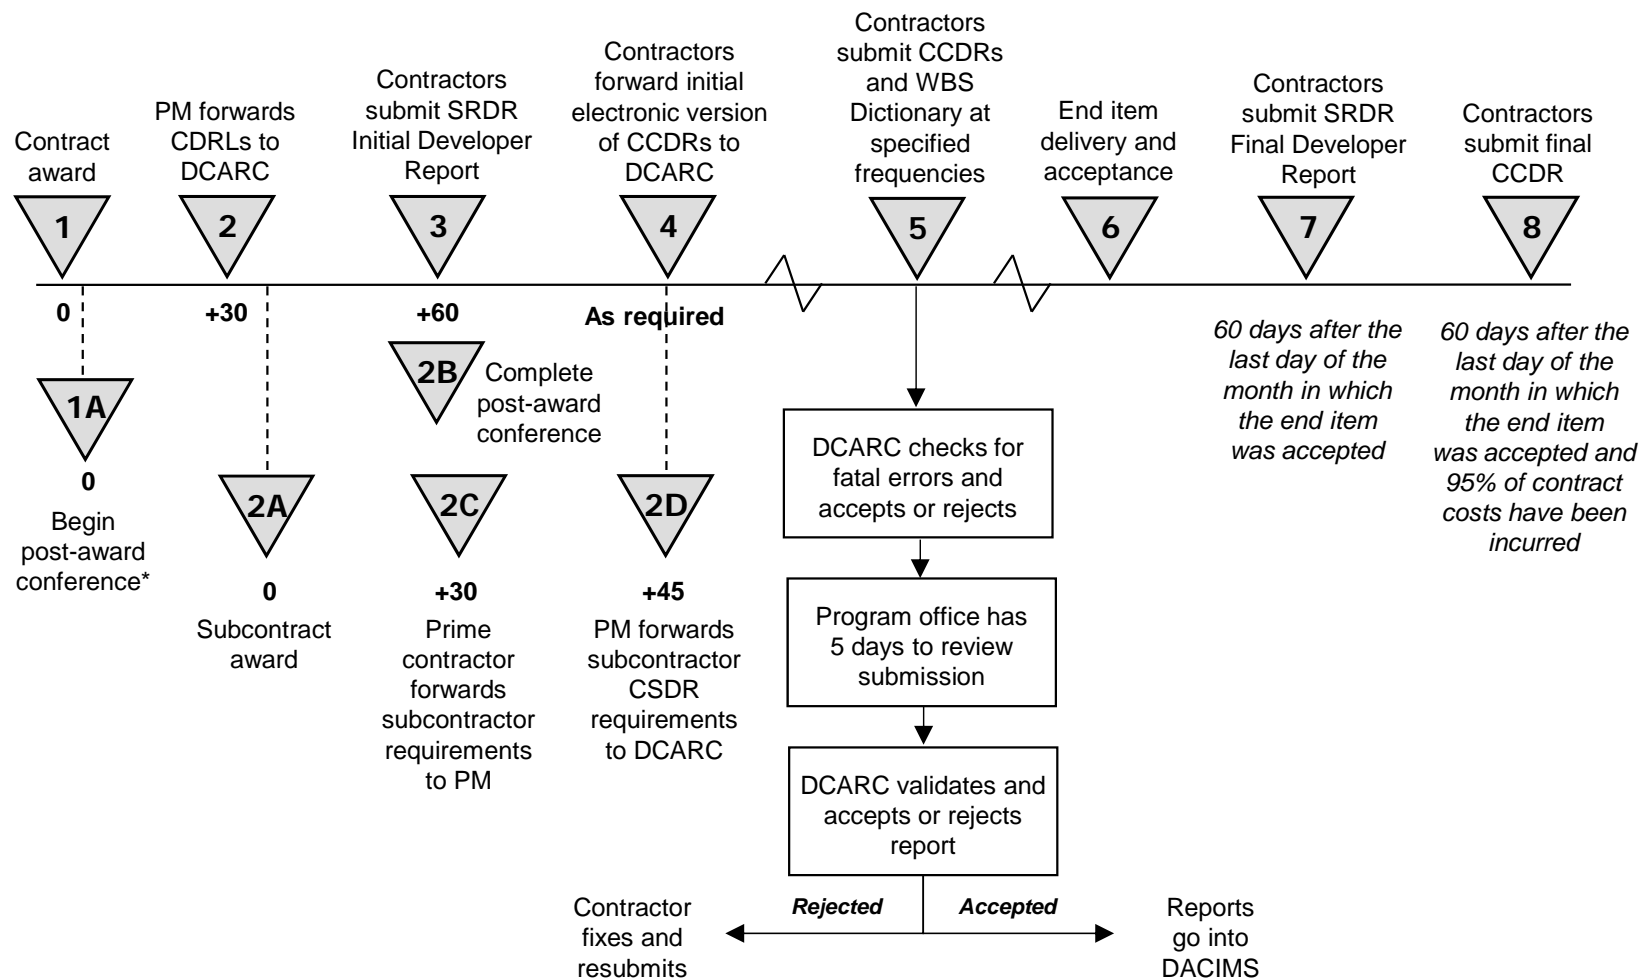 Contract
award
1
0
PM forwards
CDRLs to
DCARC
2
+30
Contractors
submit SRDR
Initial Developer
Report
3
+60
Contractors
forward initial
electronic version
of CCDRs to
DCARC
4
As required
Contractors
submit CCDRs
and WBS
Dictionary at
specified
frequencies
5
End item
delivery and
acceptance
6
Contractors
submit SRDR
Final Developer
Report
7
60 days after the
last day of the
month in which
the end item
was accepted
Contractors
submit final
CCDR
8
60 days after the
last day of the
month in which
the end item
was accepted and
95% of contract
costs have been
incurred
1A
0
Begin
post-award
conference*
2A
0
Subcontract
award
2B
Complete
post-award
conference
2C
+30
Prime
contractor
forwards
subcontractor
requirements
to PM
2D
+45
PM forwards
subcontractor
CSDR
requirements
to DCARC
DCARC checks for
fatal errors and
accepts or rejects
Program office has
5 days to review
submission
DCARC validates and
accepts or rejects
report
Rejected
Accepted
Contractor
fixes and
resubmits
Reports
go into
DACIMS